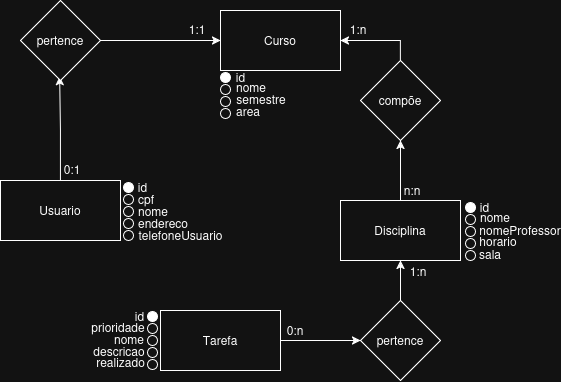 pertence
1:1
Curso
1:n
id
nome
semestre
area
compõe
0:1
Usuario
id
cpf
nome
endereco
telefoneUsuario
n:n
Disciplina
id
nome
nomeProfessor
horario
sala
1:n
id
prioridade
nome
descricao
realizado
Tarefa
0:n
pertence